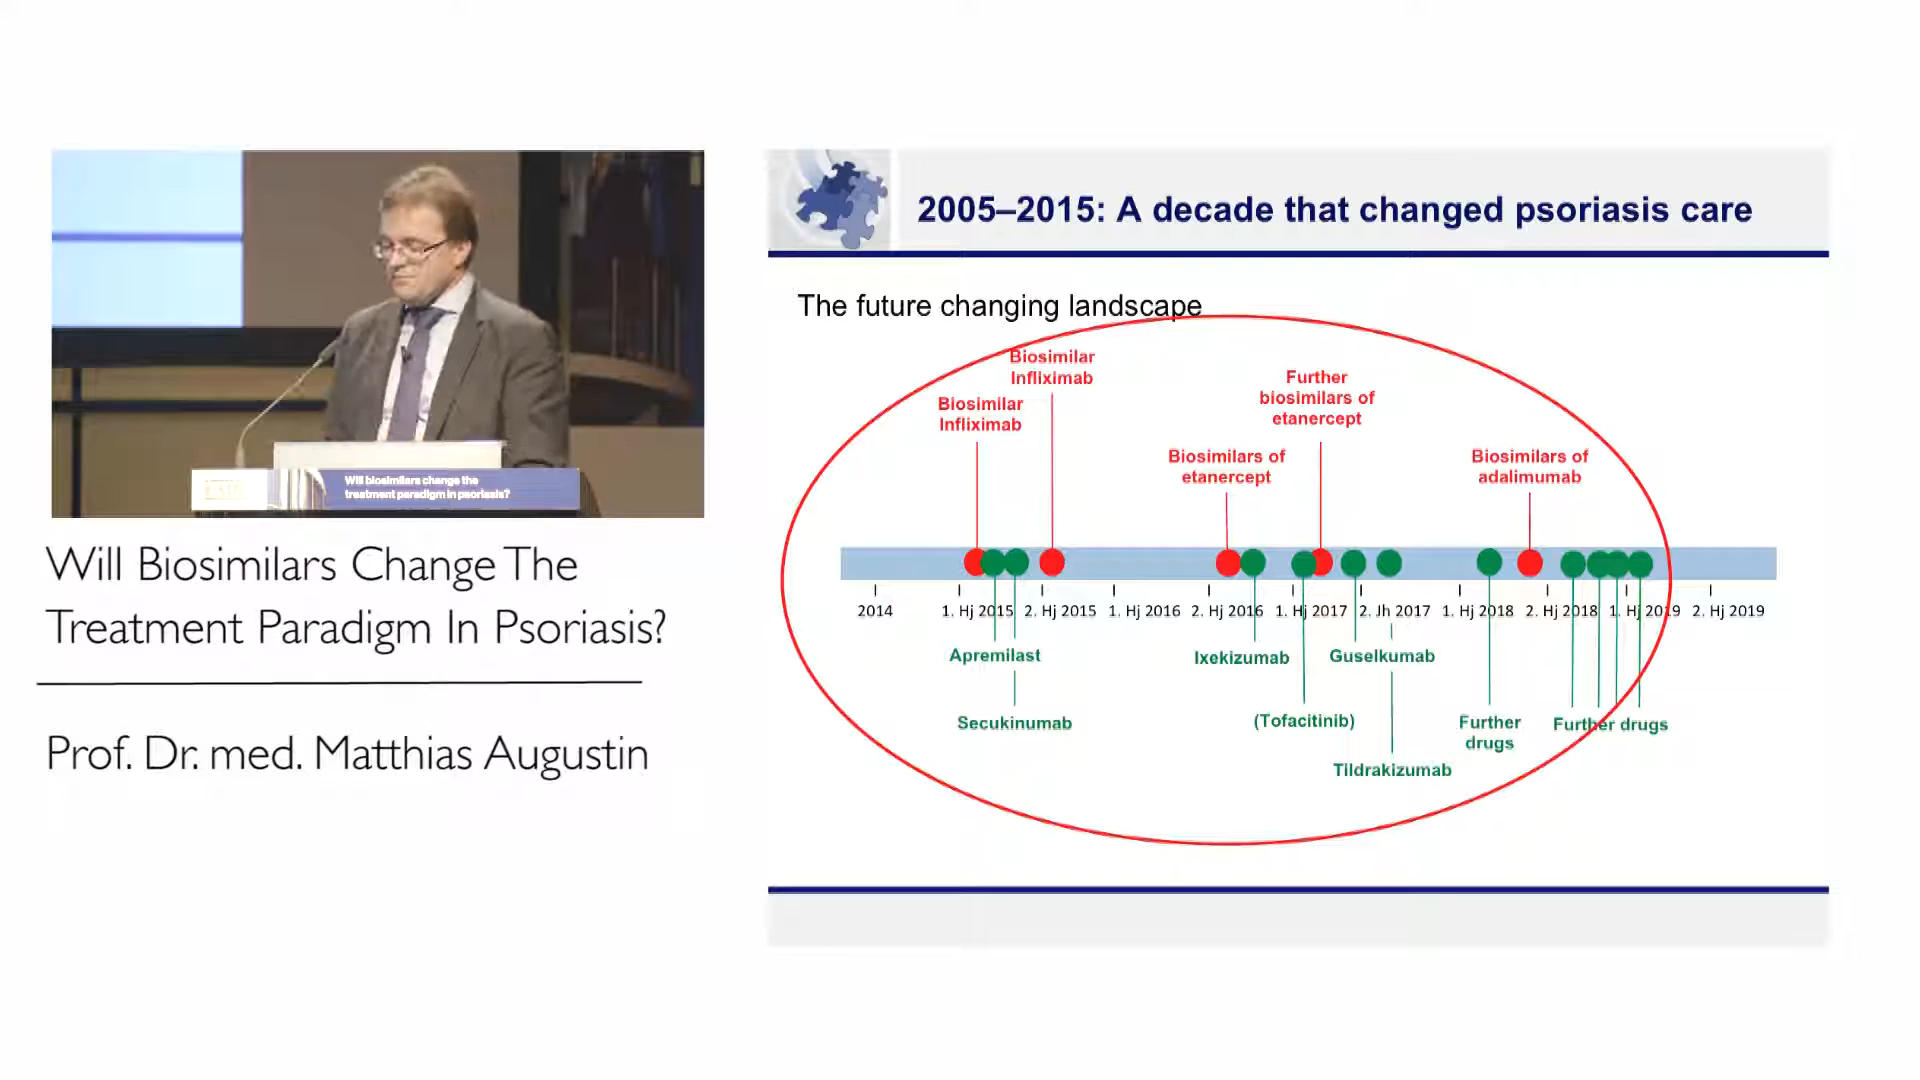 Will biosimilars change the
treatment paradigm in psoriasis?
Will Biosimilars Change The
Treatment Paradigm In Psoriasis?
Prof. Dr. med. Matthias Augustin
2005–2015: A decade that changed psoriasis care
The future changing landscape
Biosimilar
Infliximab
Biosimilar
Infliximab
Further
biosimilars of
etanercept
Biosimilars of
etanercept
Biosimilars of
adalimumab
2014
1. Hj 2015
2. Hj 2015
1. Hj 2016
2. Hj 2016
1. Hj 2017
2. Jh 2017
1. Hj 2018
2. Hj 2018
1. Hj 2019
2. Hj 2019
Apremilast
Ixekizumab
Guselkumab
Secukinumab
(Tofacitinib)
Further
drugs
Further drugs
Tildrakizumab